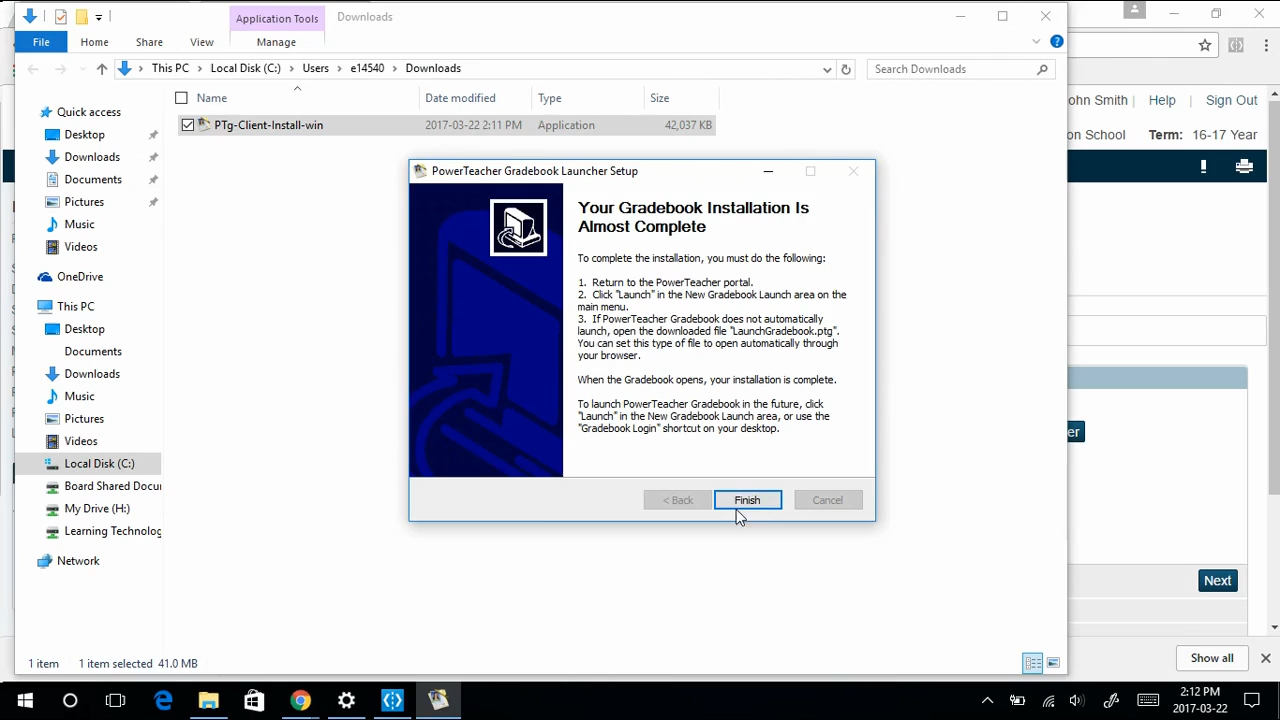 Application Tools
Downloads
File
Home
Share
View
Manage
This PC
Local Disk (C:)
Users
e14540
Downloads
Search Downloads
Name
Date modified
Type
Size
PTg-Client-Install-win
2017-03-22 2:11 PM
Application
42,037 KB
Quick access
Desktop
Downloads
Documents
Pictures
Music
Videos
OneDrive
This PC
Desktop
Documents
Downloads
Music
Pictures
Videos
Local Disk (C:)
Board Shared Docu
My Drive (H:)
Learning Technolog
Network
1 item
1 item selected 41.0 MB
PowerTeacher Gradebook Launcher Setup
Your Gradebook Installation Is
Almost Complete
To complete the installation, you must do the following:
1. Return to the PowerTeacher portal.
2. Click "Launch" in the New Gradebook Launch area on the
main menu.
3. If PowerTeacher Gradebook does not automatically
launch, open the downloaded file "LaunchGradebook.ptg".
You can set this type of file to open automatically through
your browser.
When the Gradebook opens, your installation is complete.
To launch PowerTeacher Gradebook in the future, click
"Launch" in the New Gradebook Launch area, or use the
"Gradebook Login" shortcut on your desktop.
< Back
Finish
Cancel
ohn Smith
Help
Sign Out
on School
Term: 16-17 Year
er
Next
Show all
2:12 PM
2017-03-22